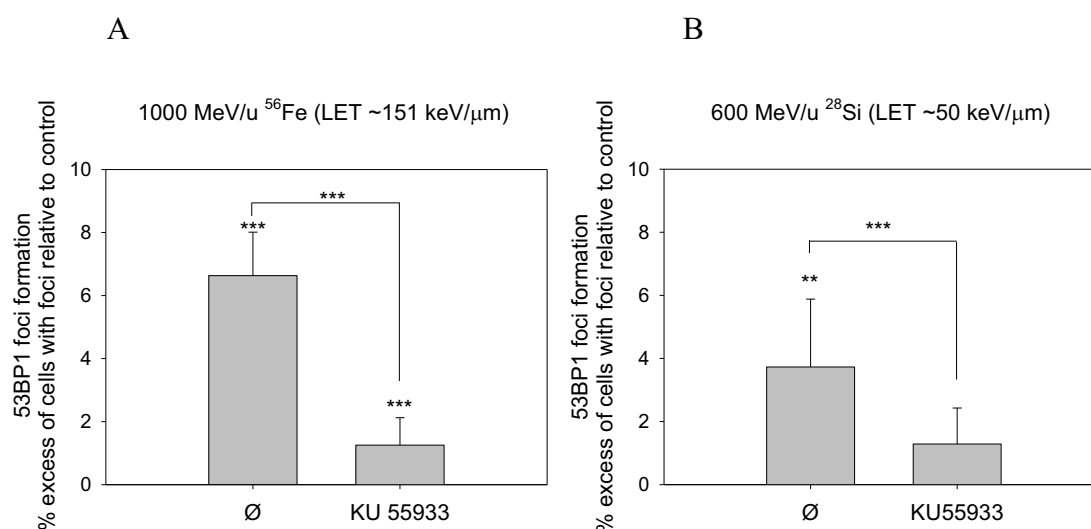 A
B
1000 MeV/u ⁵⁶Fe (LET ~151 keV/μm)
600 MeV/u ²⁸Si (LET ~50 keV/μm)
53BP1 foci formation
% excess of cells with foci relative to control
10
8
6
4
2
0
***
***
***
Ø
KU 55933
53BP1 foci formation
% excess of cells with foci relative to control
10
8
6
4
2
0
***
**
Ø
KU55933